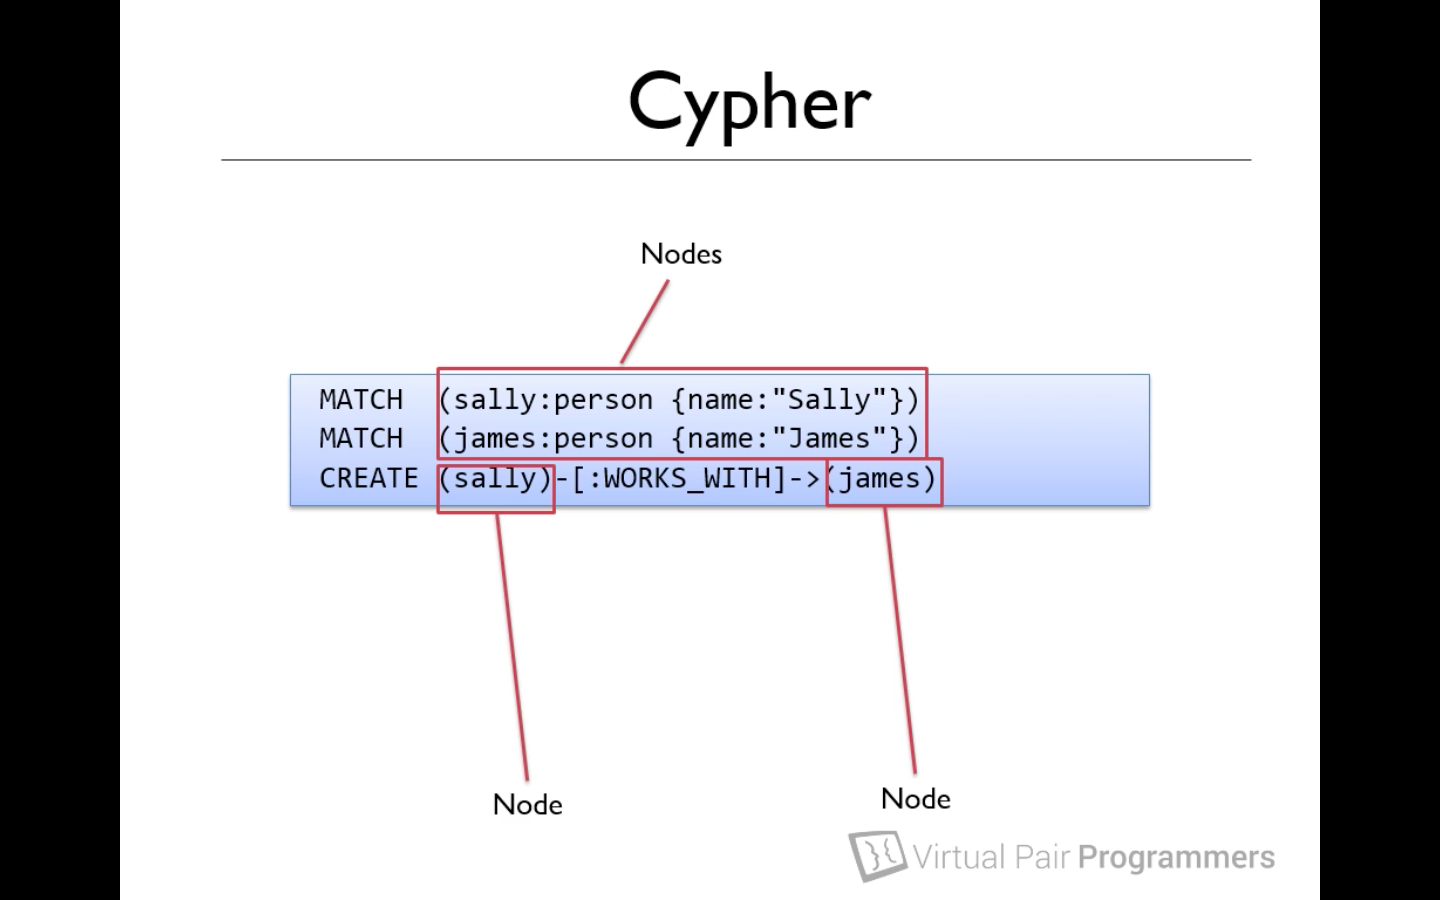 Cypher
Nodes
MATCH (sally:person {name:"Sally"})
MATCH (james:person {name:"James"})
CREATE (sally)-[:WORKS_WITH]->(james)
Node
Node
Virtual Pair Programmers